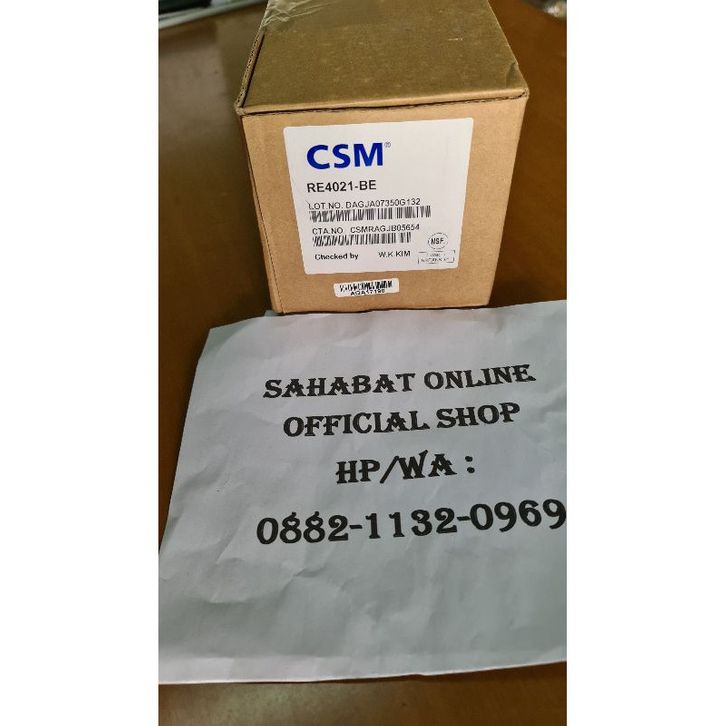 CSM®
RE4021-BE
LOT.NO. DAGJA07350G132
CTA.NO. CSMRAGJB05654
NSF
Checked by W.K KIM
AQA17196
SAHABAT ONLINE
OFFICIAL SHOP
HP/WA :
0882-1132-0969